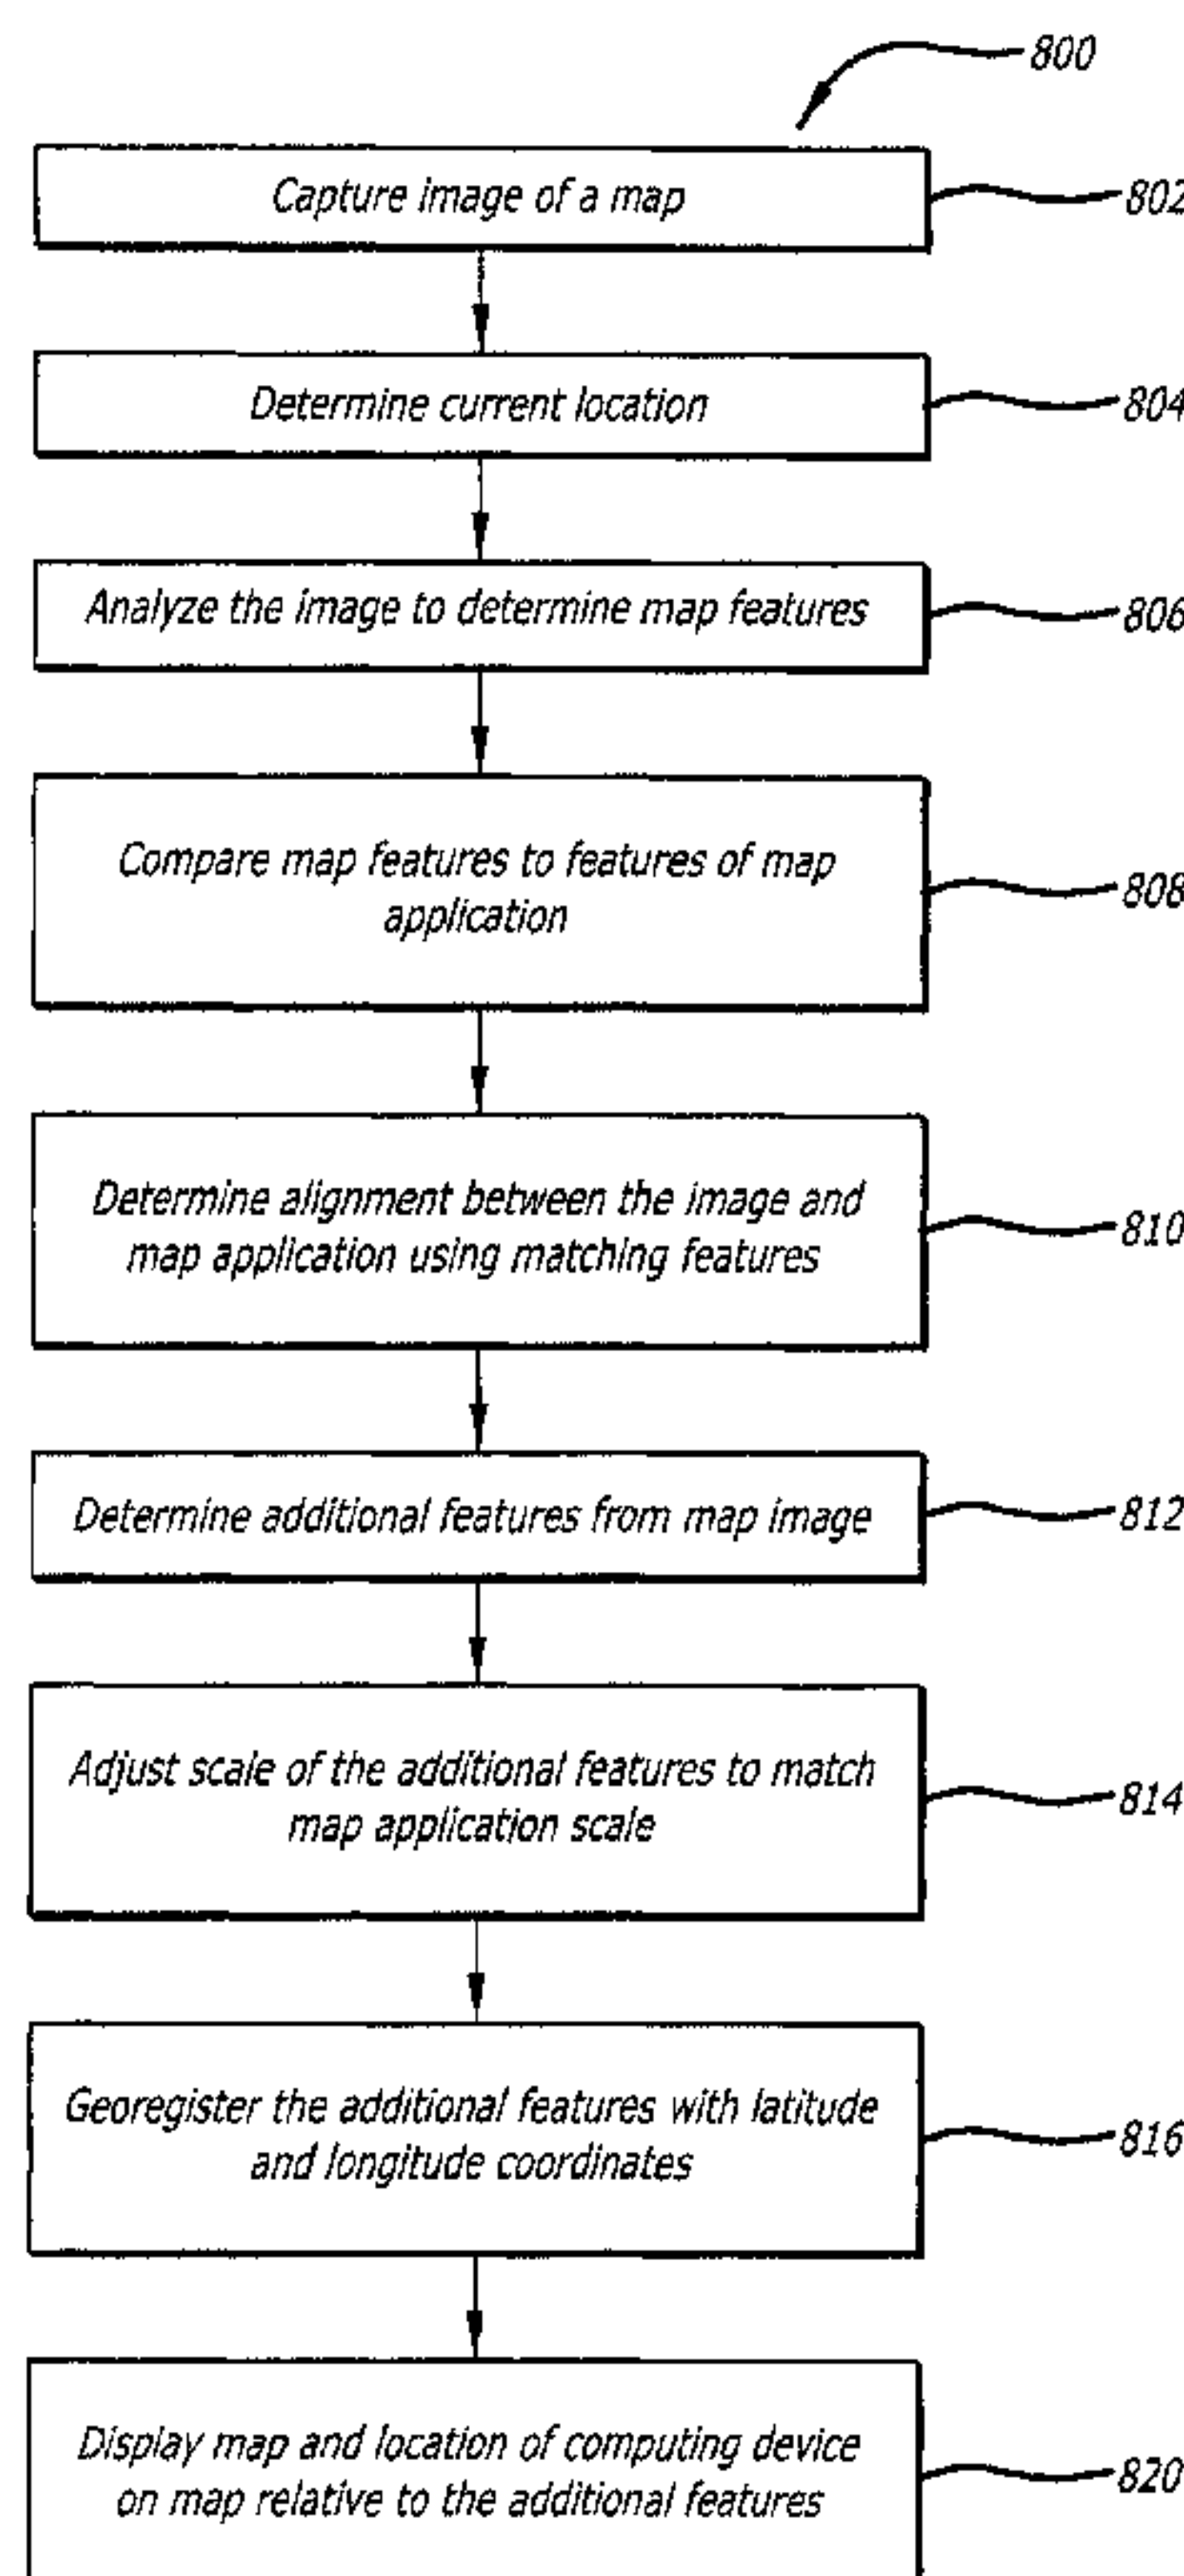 800
Capture image of a map
802
Determine current location
804
Analyze the image to determine map features
806
Compare map features to features of map
application
808
Determine alignment between the image and
map application using matching features
810
Determine additional features from map image
812
Adjust scale of the additional features to match
map application scale
814
Georegister the additional features with latitude
and longitude coordinates
816
Display map and location of computing device
on map relative to the additional features
820